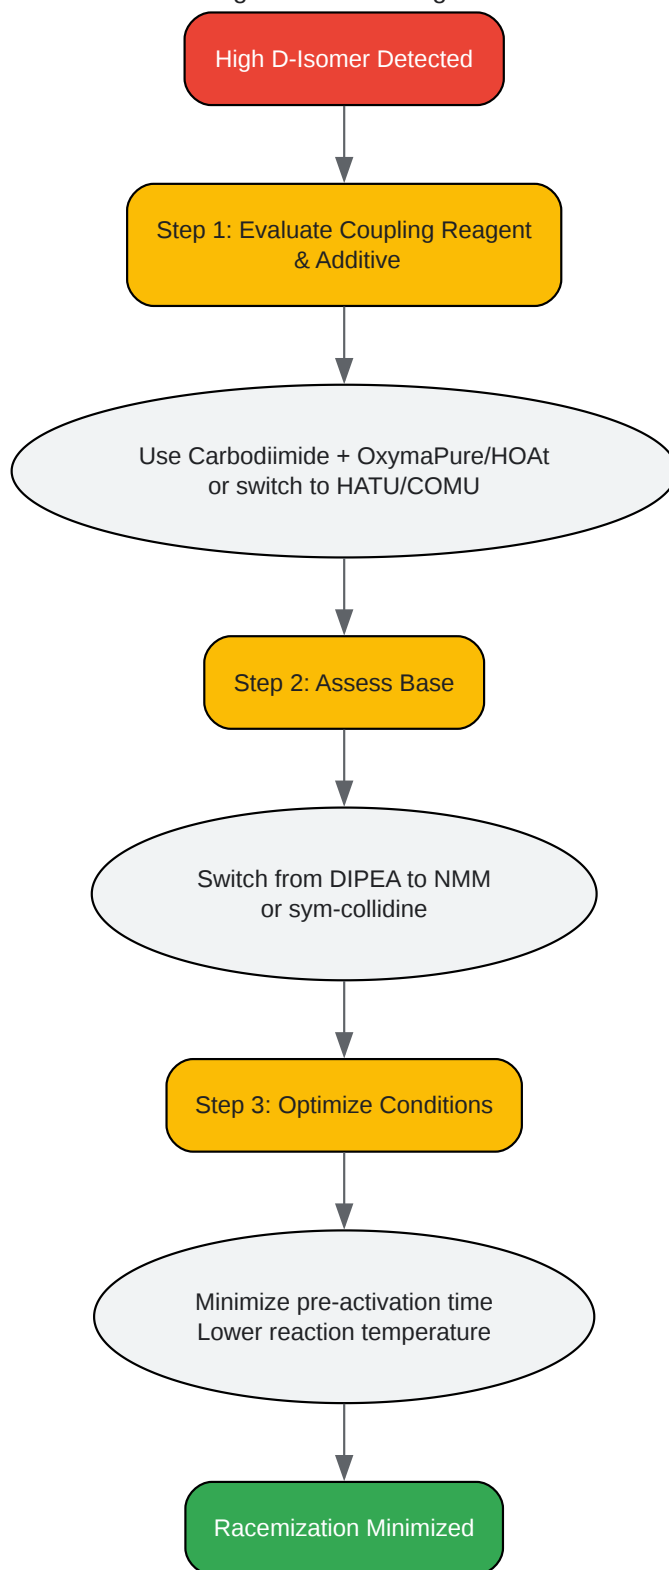 High D-Isomer Detected
Step 1: Evaluate Coupling Reagent
& Additive
Use Carbodiimide + OxymaPure/HOAt
or switch to HATU/COMU
Step 2: Assess Base
Switch from DIPEA to NMM
or sym-collidine
Step 3: Optimize Conditions
Minimize pre-activation time
Lower reaction temperature
Racemization Minimized